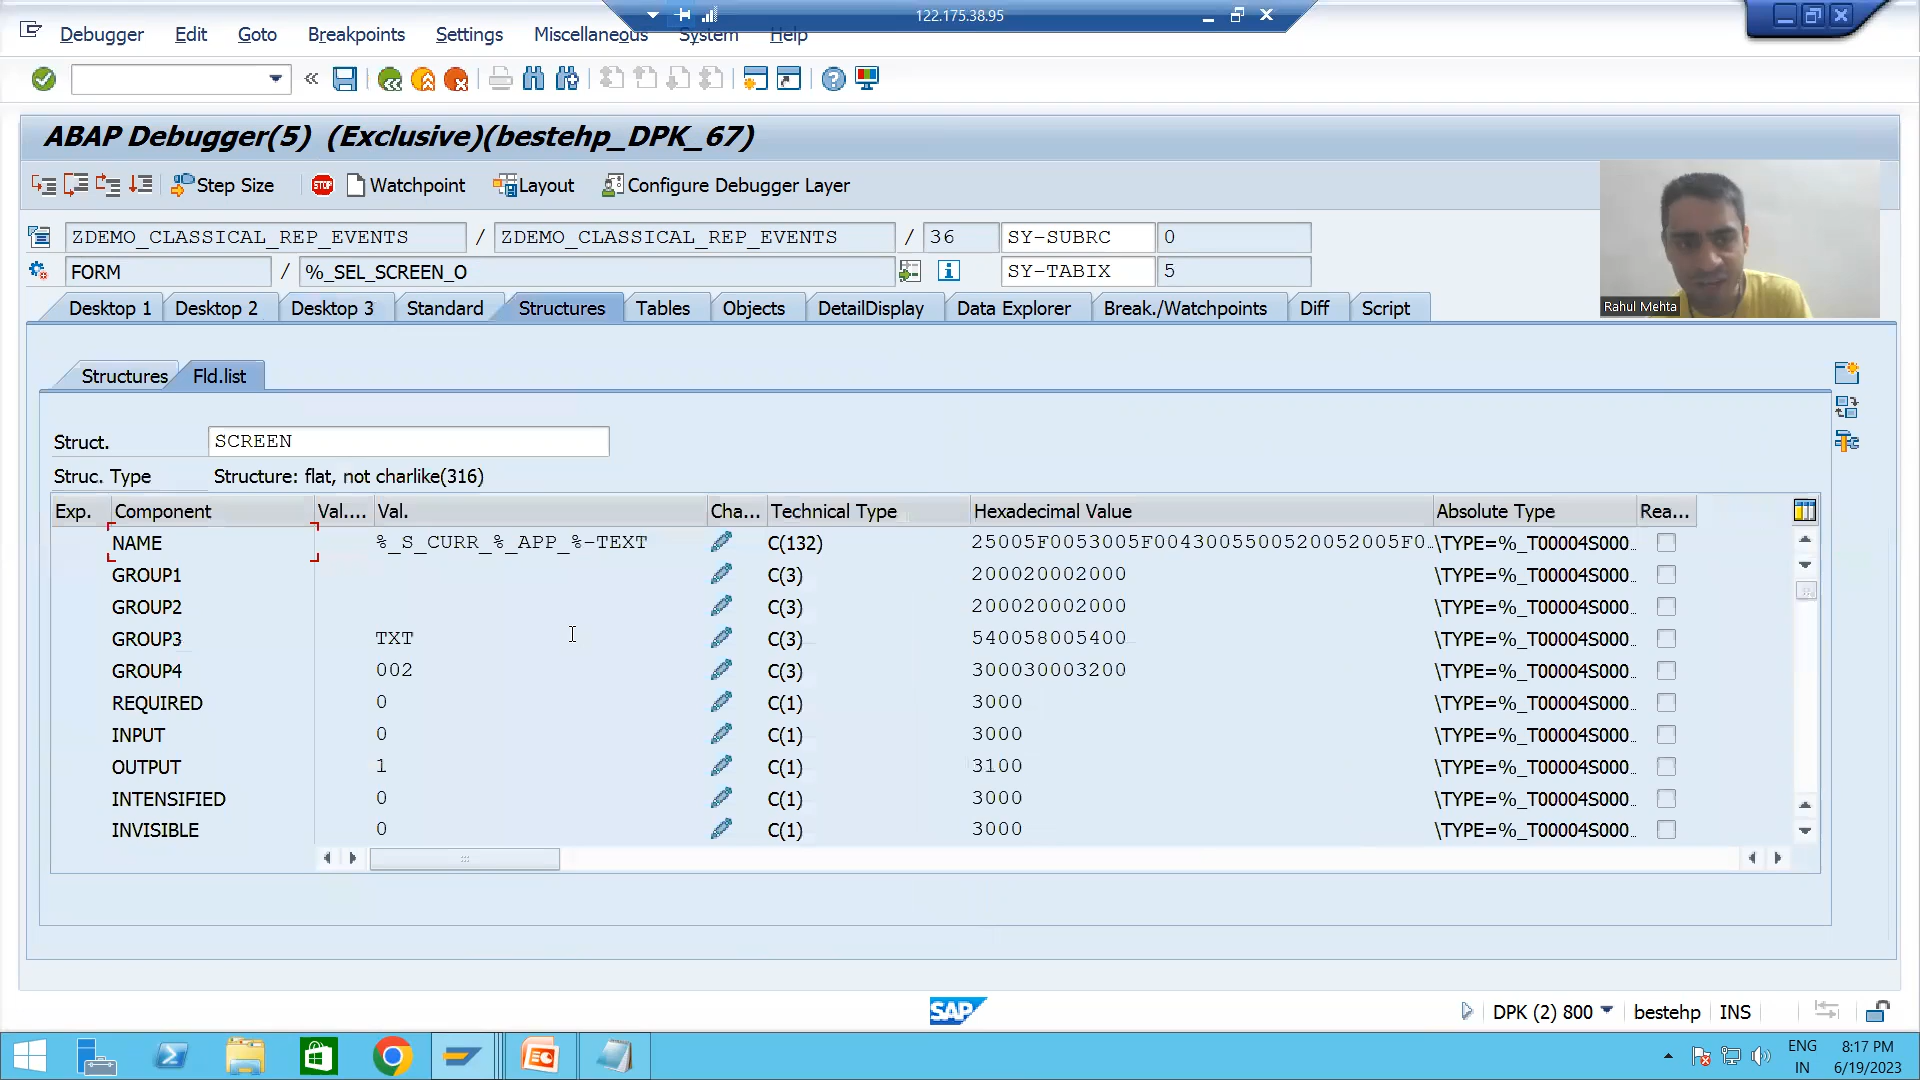 122.175.38.95
Debugger Edit Goto Breakpoints Settings Miscellaneous System Help
ABAP Debugger(5) (Exclusive)(bestehp_DPK_67)
Step Size STOP Watchpoint Layout Configure Debugger Layer
ZDEMO_CLASSICAL_REP_EVENTS / ZDEMO_CLASSICAL_REP_EVENTS / 36 SY-SUBRC 0
FORM / %_SEL_SCREEN_O SY-TABIX 5
Rahul Mehta
Desktop 1 Desktop 2 Desktop 3 Standard Structures Tables Objects DetailDisplay Data Explorer Break./Watchpoints Diff Script
Structures Fld.list
Struct. SCREEN
Struc. Type Structure: flat, not charlike(316)
Exp. Component Val.... Val. Cha... Technical Type Hexadecimal Value Absolute Type Rea...
NAME %_S_CURR_%_APP_%-TEXT C(132) 25005F0053005F0043005500520052005F0… \TYPE=%_T00004S000…
GROUP1 C(3) 200020002000 \TYPE=%_T00004S000…
GROUP2 C(3) 200020002000 \TYPE=%_T00004S000…
GROUP3 TXT C(3) 540058005400 \TYPE=%_T00004S000…
GROUP4 002 C(3) 300030003200 \TYPE=%_T00004S000…
REQUIRED 0 C(1) 3000 \TYPE=%_T00004S000…
INPUT 0 C(1) 3000 \TYPE=%_T00004S000…
OUTPUT 1 C(1) 3100 \TYPE=%_T00004S000…
INTENSIFIED 0 C(1) 3000 \TYPE=%_T00004S000…
INVISIBLE 0 C(1) 3000 \TYPE=%_T00004S000…
SAP DPK (2) 800 bestehp INS
ENG 8:17 PM
IN 6/19/2023